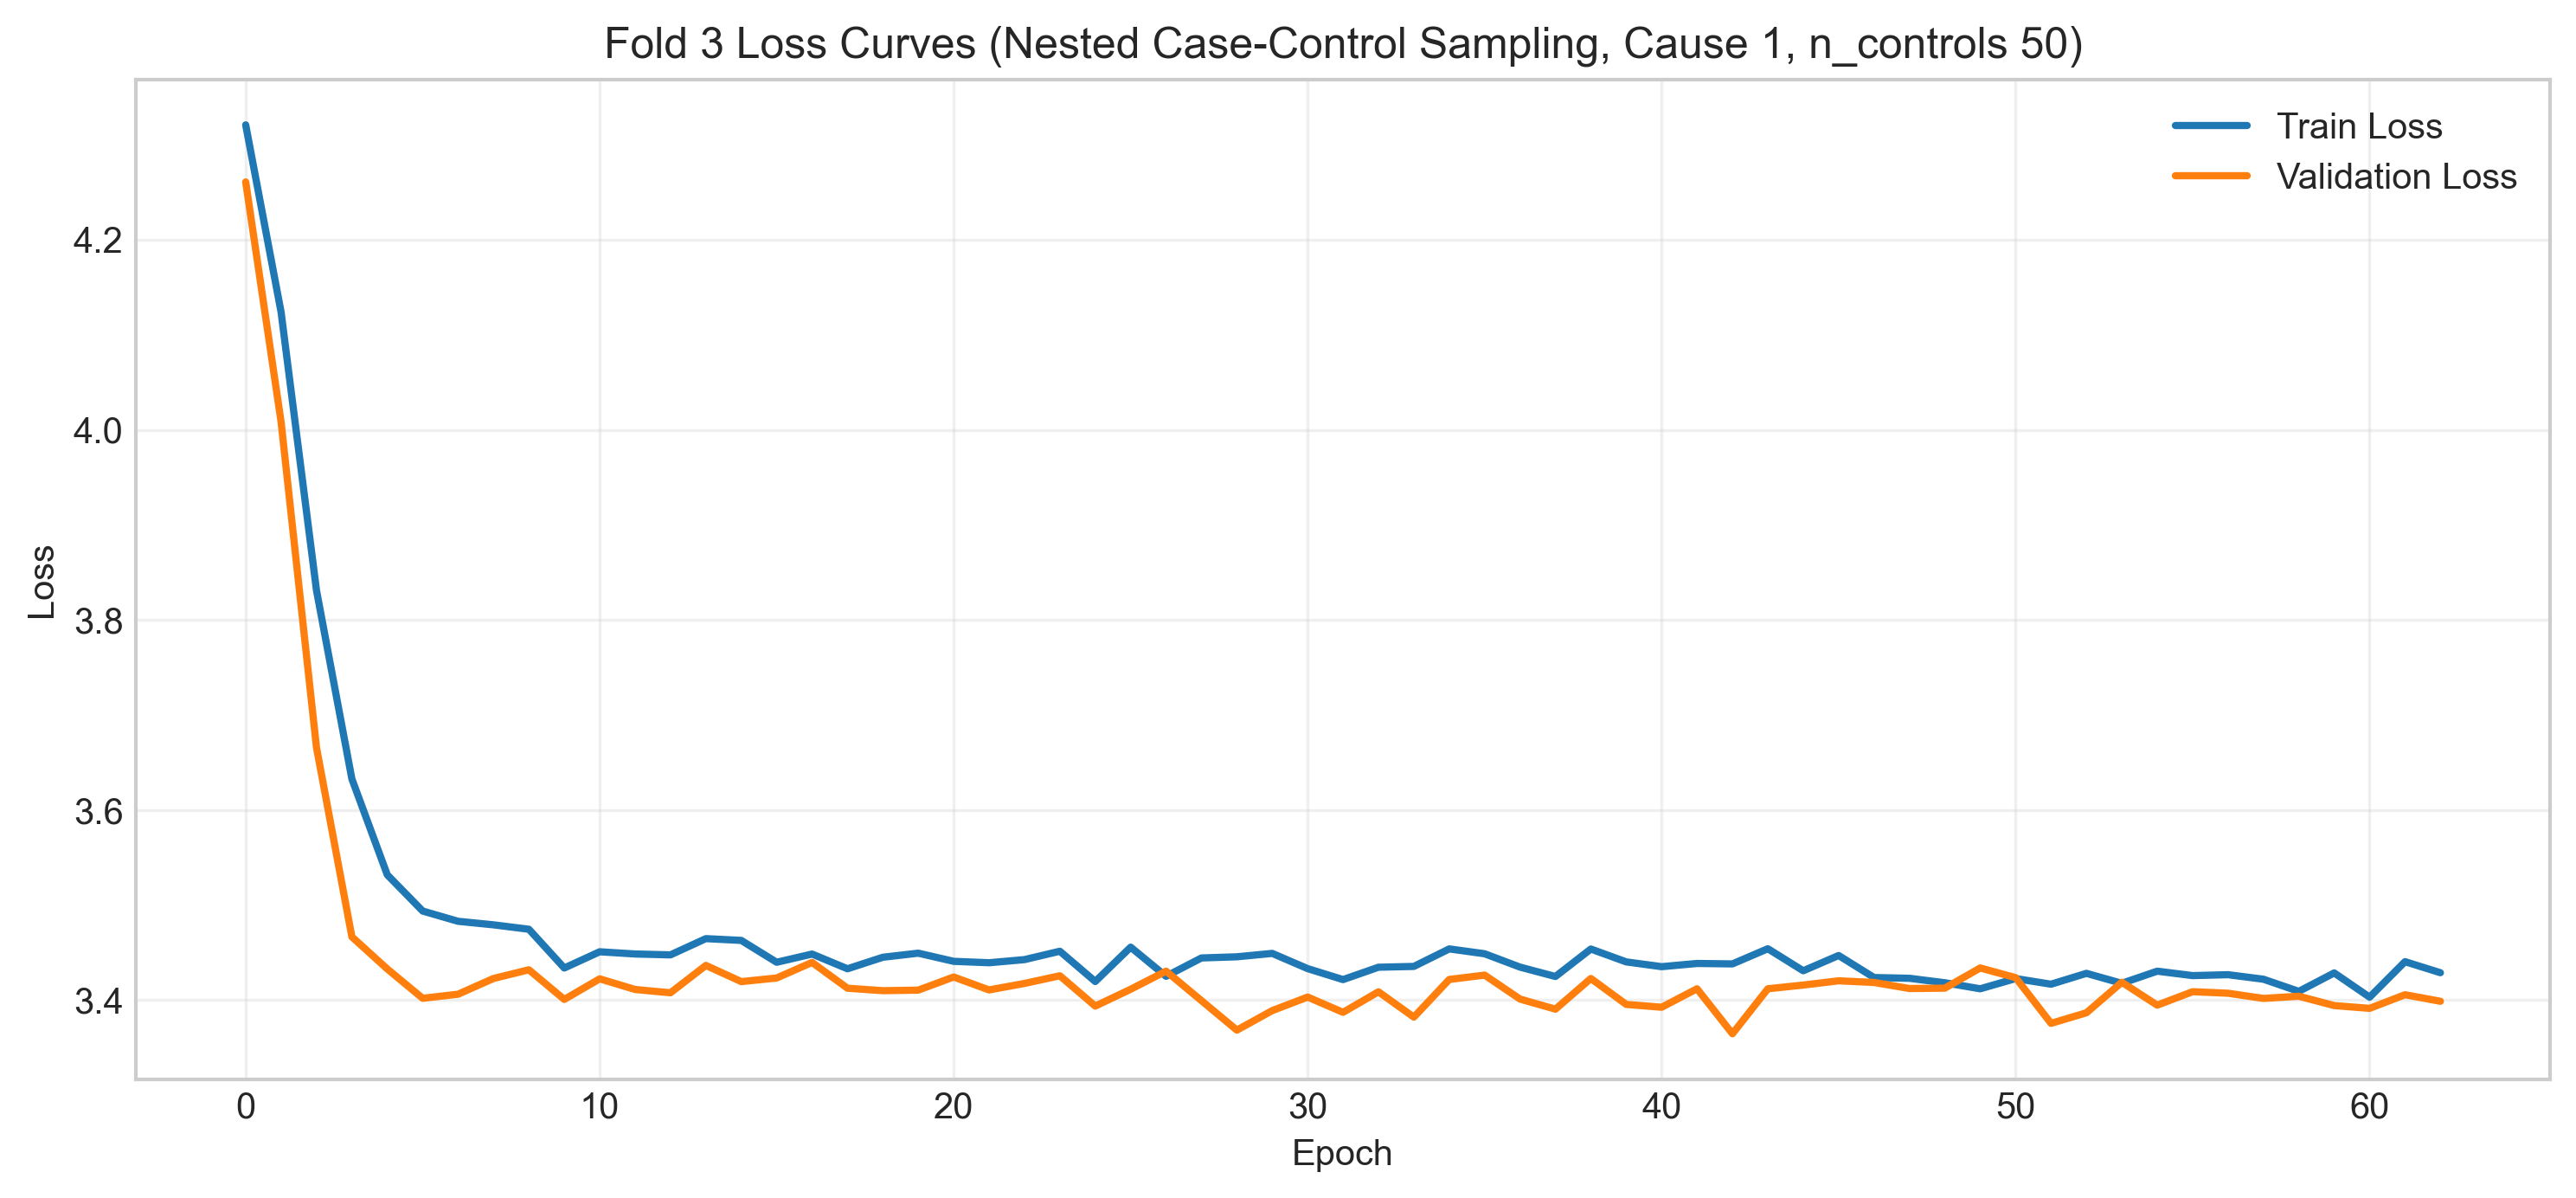 Fold 3 Loss Curves (Nested Case-Control Sampling, Cause 1, n_controls 50)
Train Loss
Validation Loss
4.2
4.0
3.8
3.6
3.4
Loss
0 10 20 30 40 50 60
Epoch